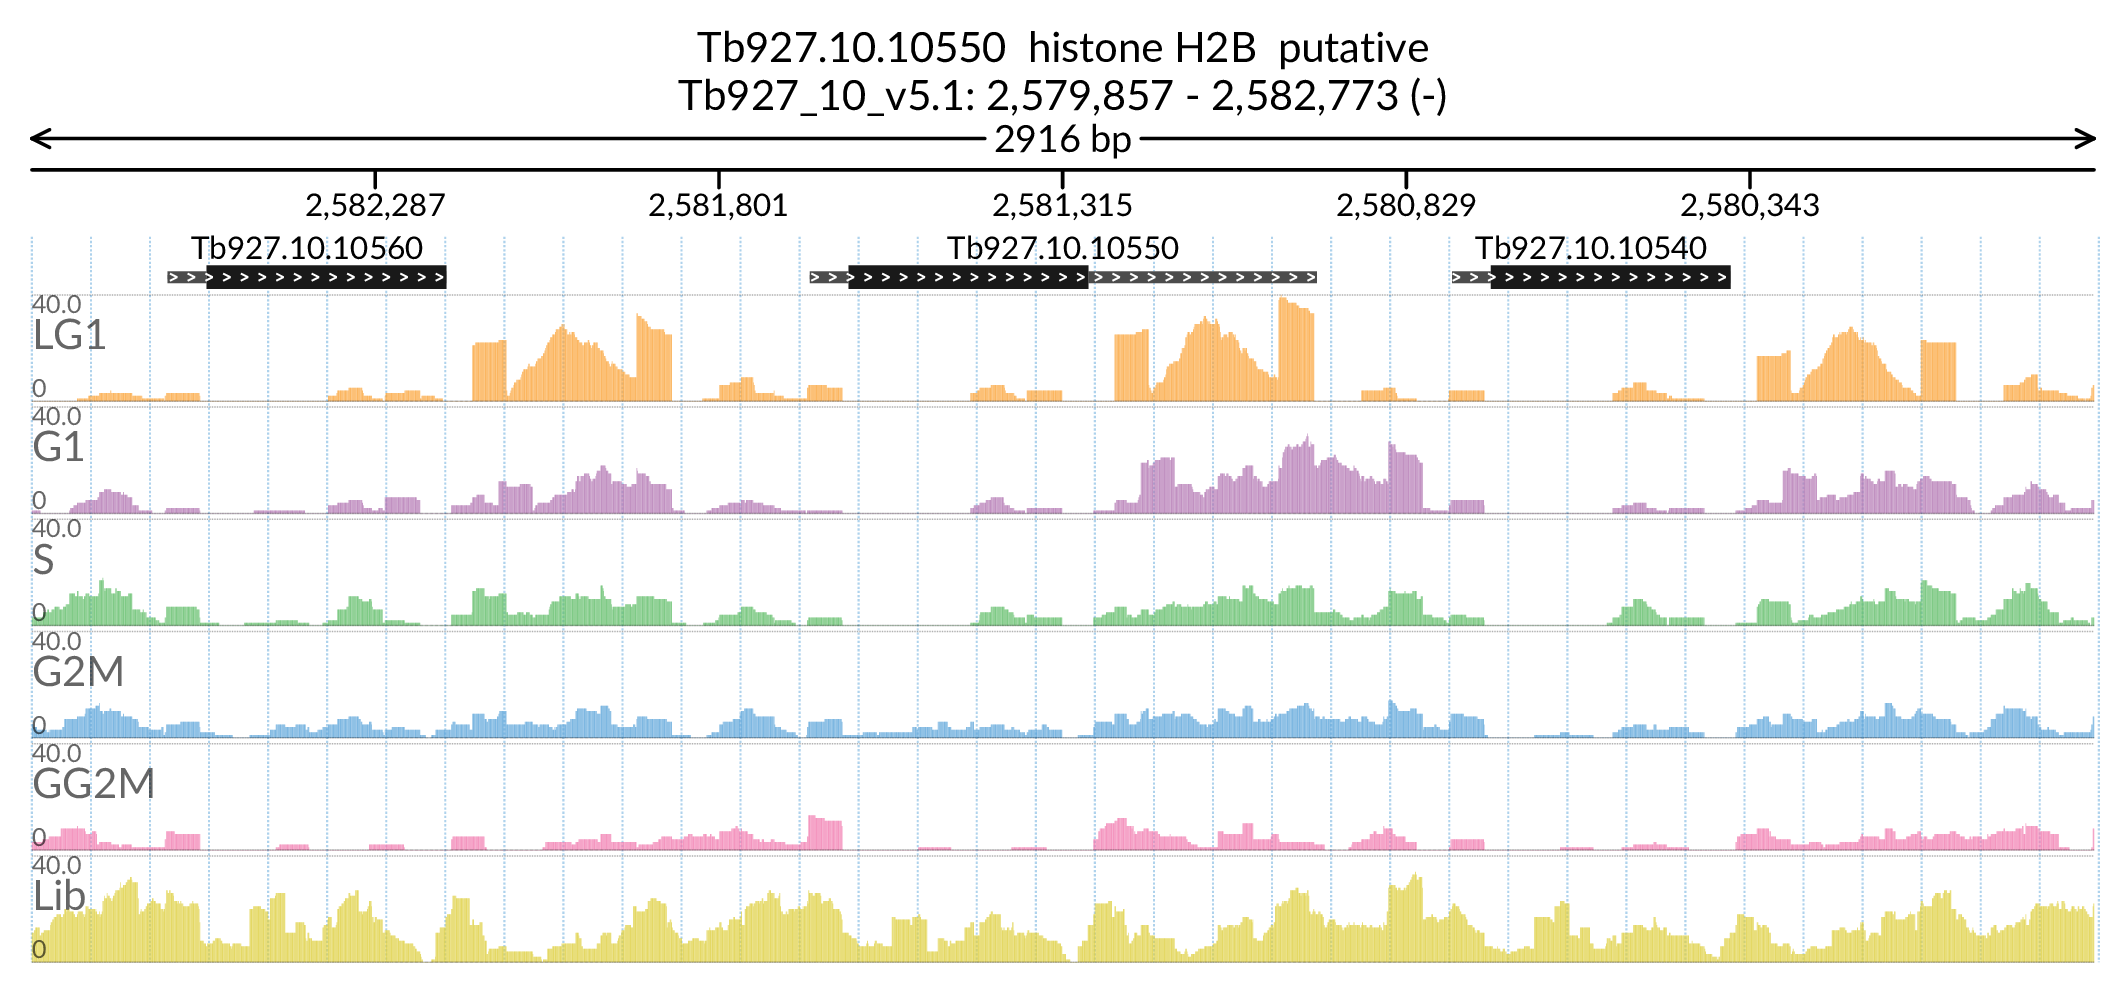 Tb927.10.10550  histone H2B  putative
Tb927_10_v5.1: 2,579,857 - 2,582,773 (-)
2916 bp
2,582,287 2,581,801 2,581,315 2,580,829 2,580,343
Tb927.10.10560 Tb927.10.10550 Tb927.10.10540
40.0
LG1
0
40.0
G1
0
40.0
S
0
40.0
G2M
0
40.0
GG2M
0
40.0
Lib
0